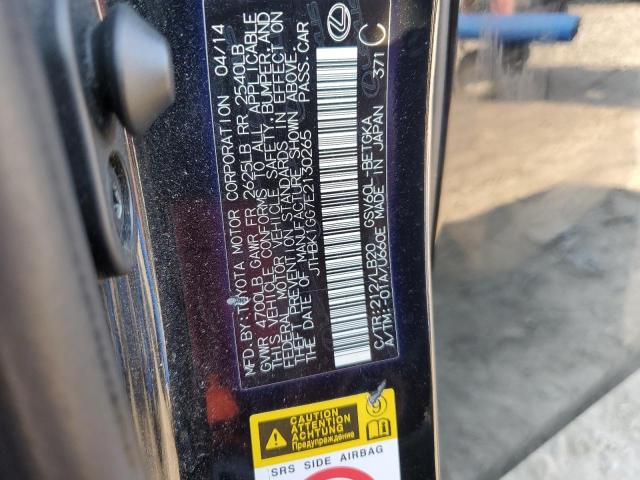 MFD.BY:TOYOTA MOTOR CORPORATION 04/14
GVWR 4700LB GAWR FR 2625LB RR 2540LB
THIS VEHICLE CONFORMS TO ALL APPLICABLE
FEDERAL MOTOR VEHICLE SAFETY, BUMPER, AND
THEFT PREVENTION STANDARDS IN EFFECT ON
THE DATE OF MANUFACTURE SHOWN ABOVE.
JTHBK1GG7E2130265 PASS.CAR
C/TR:212/LB20 GSV60L-BETGKA
A/TM:-01A/U660E MADE IN JAPAN 371 C
CAUTION
ATTENTION
ACHTUNG
Предупреждение
SRS SIDE AIRBAG